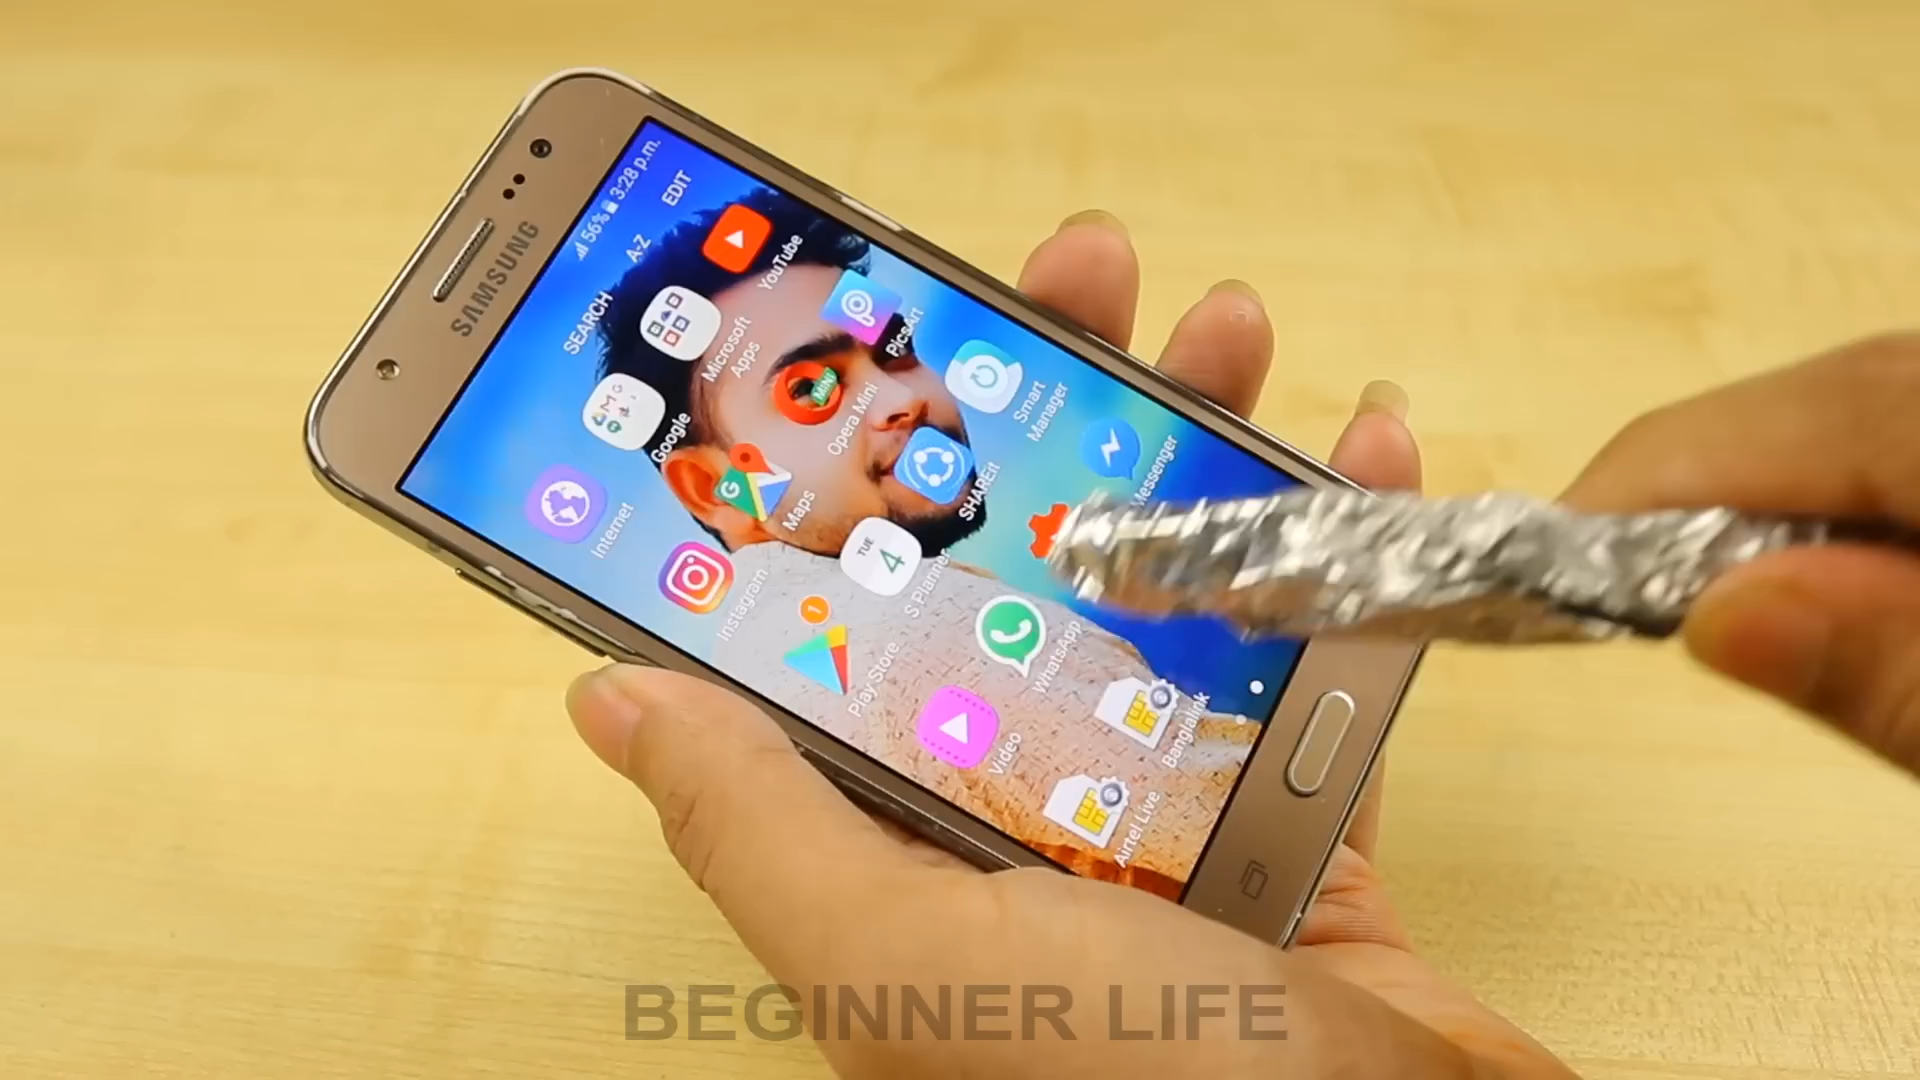 SAMSUNG
56% 3:28 p.m.
SEARCH
A-Z
EDIT
Internet
Google
Microsoft
Apps
YouTube
Instagram
Maps
Opera Mini
MINI
PicsArt
1
Play Store
TUE
4
S Planner
SHAREit
Smart
Manager
Video
WhatsApp
Messenger
Airtel Live
Banglalink
BEGINNER LIFE